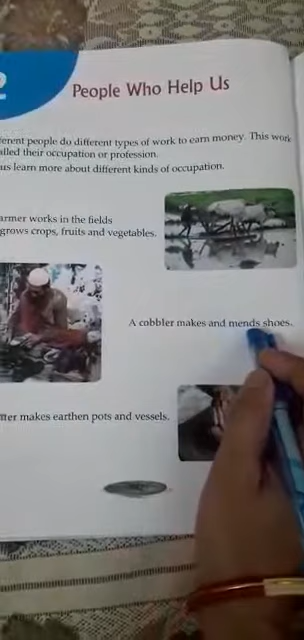 2
People Who Help Us
erent people do different types of work to earn money. This work
alled their occupation or profession.
us learn more about different kinds of occupation.
armer works in the fields
grows crops, fruits and vegetables.
A cobbler makes and mends shoes.
tter makes earthen pots and vessels.